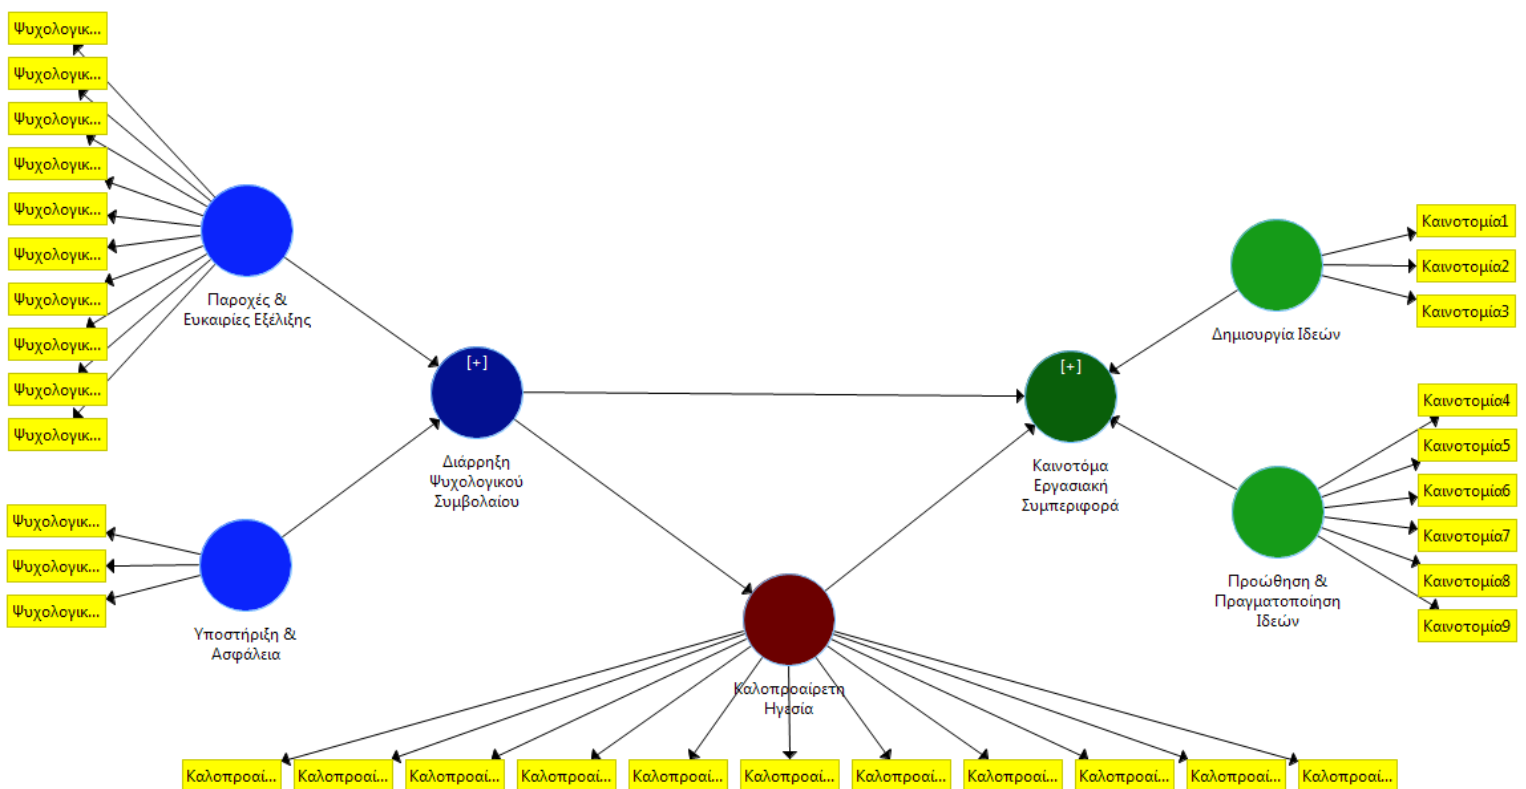 Ψυχολογικ...
Ψυχολογικ...
Ψυχολογικ...
Ψυχολογικ...
Ψυχολογικ...
Ψυχολογικ...
Ψυχολογικ...
Ψυχολογικ...
Ψυχολογικ...
Ψυχολογικ...
Παροχές &
Ευκαιρίες Εξέλιξης
Ψυχολογικ...
Ψυχολογικ...
Ψυχολογικ...
Υποστήριξη &
Ασφάλεια
[+]
Διάρρηξη
Ψυχολογικού
Συμβολαίου
[+]
Καινοτόμα
Εργασιακή
Συμπεριφορά
Δημιουργία Ιδεών
Καινοτομία1
Καινοτομία2
Καινοτομία3
Προώθηση &
Πραγματοποίηση
Ιδεών
Καινοτομία4
Καινοτομία5
Καινοτομία6
Καινοτομία7
Καινοτομία8
Καινοτομία9
Καλοπροαίρετη
Ηγεσία
Καλοπροαί...
Καλοπροαί...
Καλοπροαί...
Καλοπροαί...
Καλοπροαί...
Καλοπροαί...
Καλοπροαί...
Καλοπροαί...
Καλοπροαί...
Καλοπροαί...
Καλοπροαί...